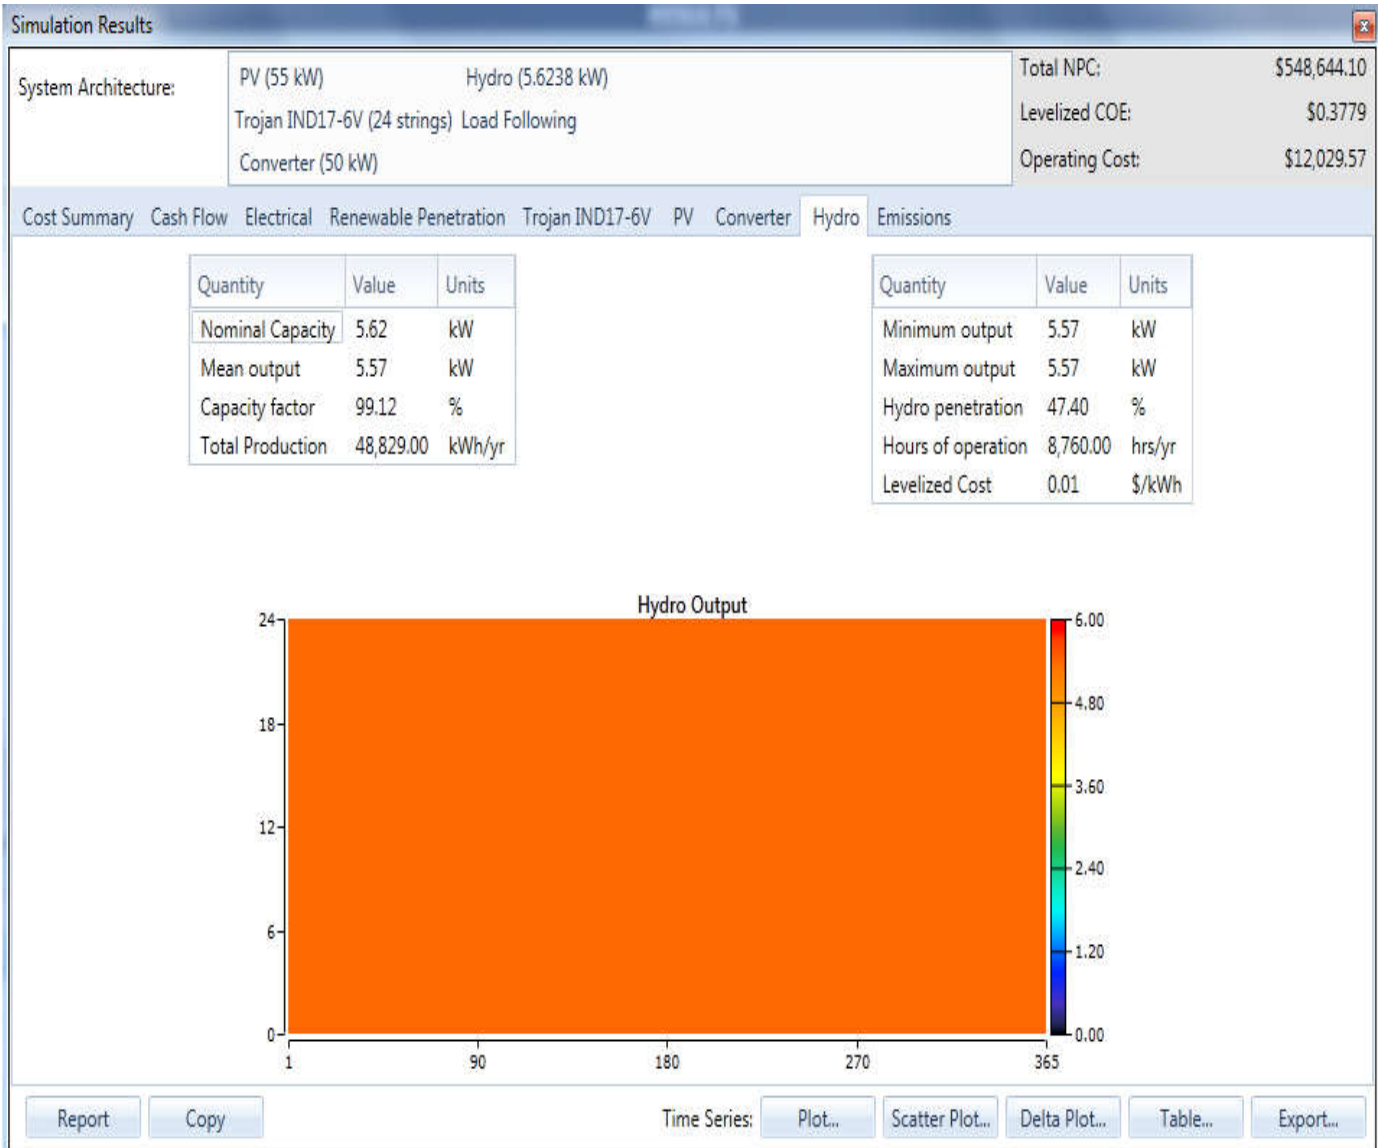 Simulation Results
System Architecture:
PV (55 kW) Hydro (5.6238 kW)
Trojan IND17-6V (24 strings) Load Following
Converter (50 kW)
Total NPC: $548,644.10
Levelized COE: $0.3779
Operating Cost: $12,029.57
Cost Summary Cash Flow Electrical Renewable Penetration Trojan IND17-6V PV Converter Hydro Emissions
Quantity Value Units
Nominal Capacity 5.62 kW
Mean output 5.57 kW
Capacity factor 99.12 %
Total Production 48,829.00 kWh/yr
Quantity Value Units
Minimum output 5.57 kW
Maximum output 5.57 kW
Hydro penetration 47.40 %
Hours of operation 8,760.00 hrs/yr
Levelized Cost 0.01 $/kWh
Hydro Output
24
18
12
6
0
1 90 180 270 365
6.00
4.80
3.60
2.40
1.20
0.00
Report Copy Time Series: Plot... Scatter Plot... Delta Plot... Table... Export...